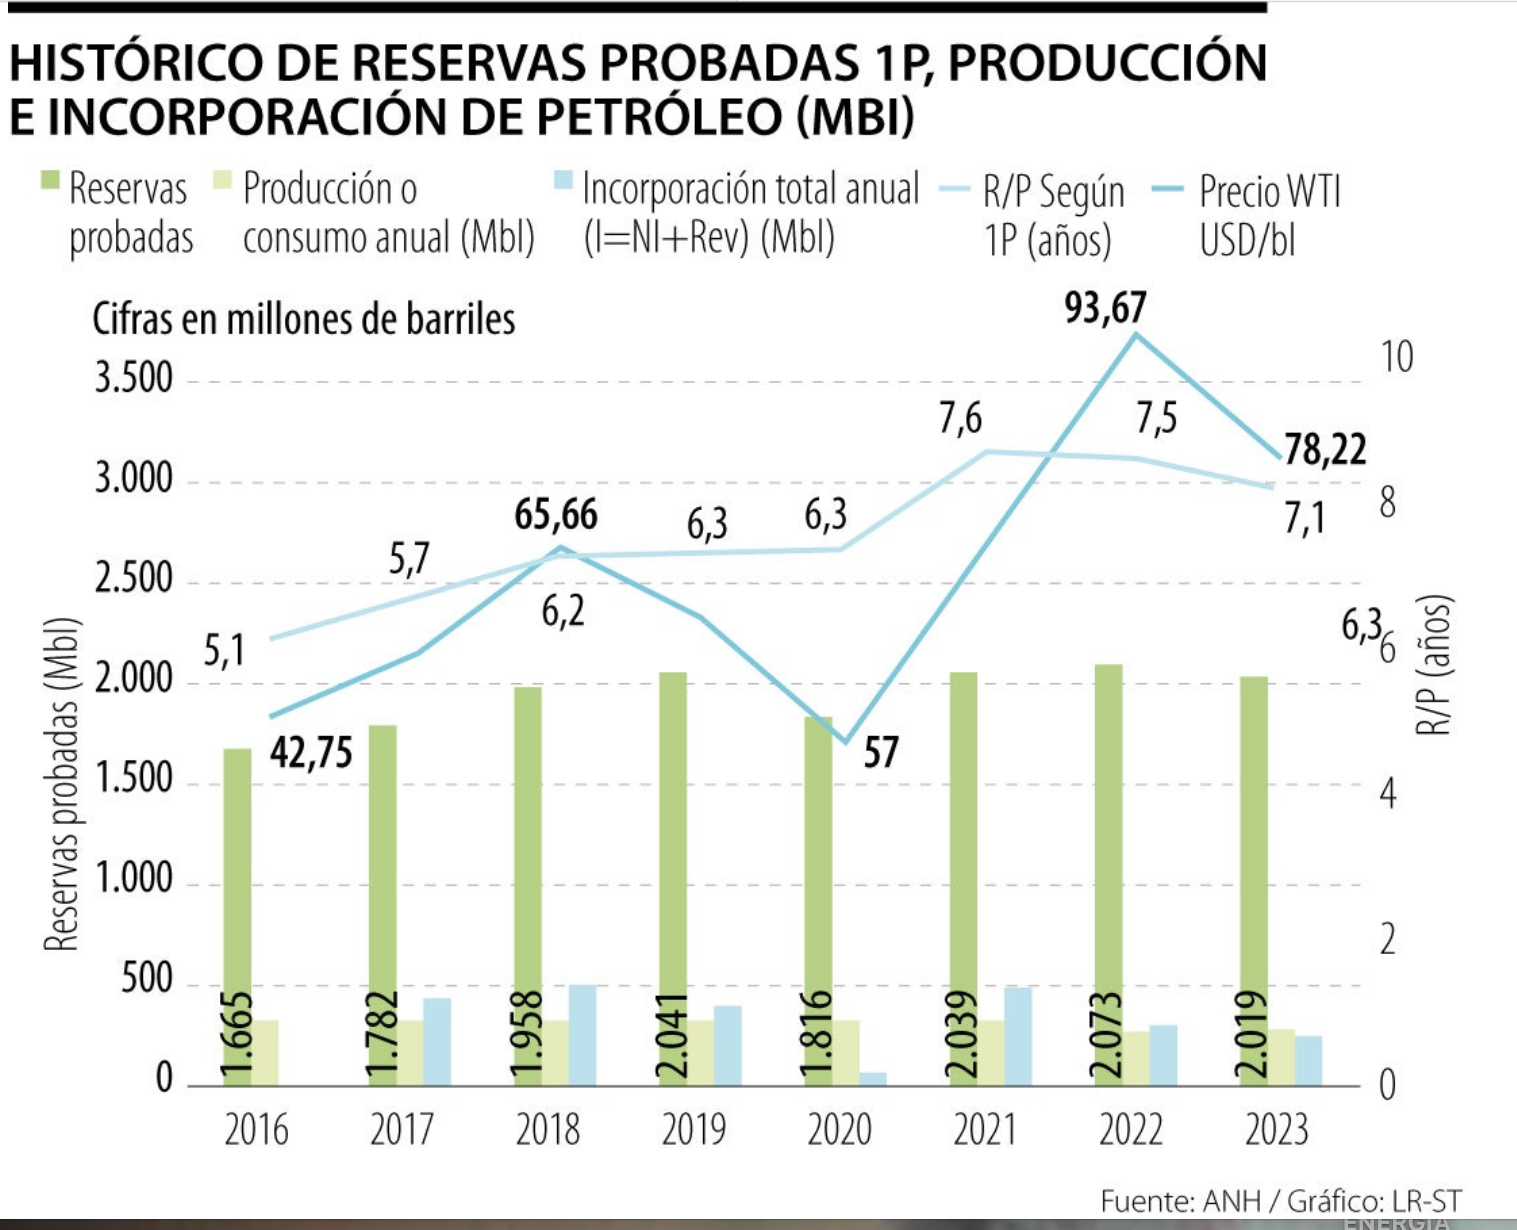 HISTÓRICO DE RESERVAS PROBADAS 1P, PRODUCCIÓN
E INCORPORACIÓN DE PETRÓLEO (MBI)
Reservas
probadas
Producción o
consumo anual (Mbl)
Incorporación total anual
(I=NI+Rev) (Mbl)
R/P Según
1P (años)
Precio WTI
USD/bl
Cifras en millones de barriles
Reservas probadas (Mbl)
3.500
3.000
2.500
2.000
1.500
1.000
500
0
10
8
6
4
2
0
R/P (años)
5,1
5,7
6,2
6,3
6,3
7,6
7,5
7,1
6,3
42,75
65,66
57
93,67
78,22
1.665
1.782
1.958
2.041
1.816
2.039
2.073
2.019
2016
2017
2018
2019
2020
2021
2022
2023
Fuente: ANH / Gráfico: LR-ST
ENERGÍA